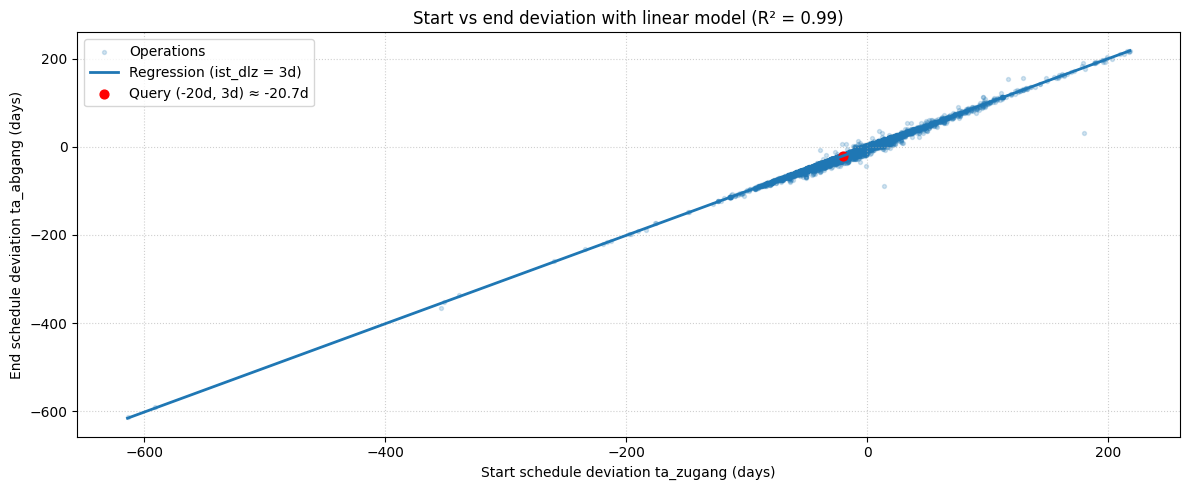 Start vs end deviation with linear model (R² = 0.99)
Operations
Regression (ist_dlz = 3d)
Query (-20d, 3d) ≈ -20.7d
End schedule deviation ta_abgang (days)
200
0
−200
−400
−600
−600
−400
−200
0
200
Start schedule deviation ta_zugang (days)